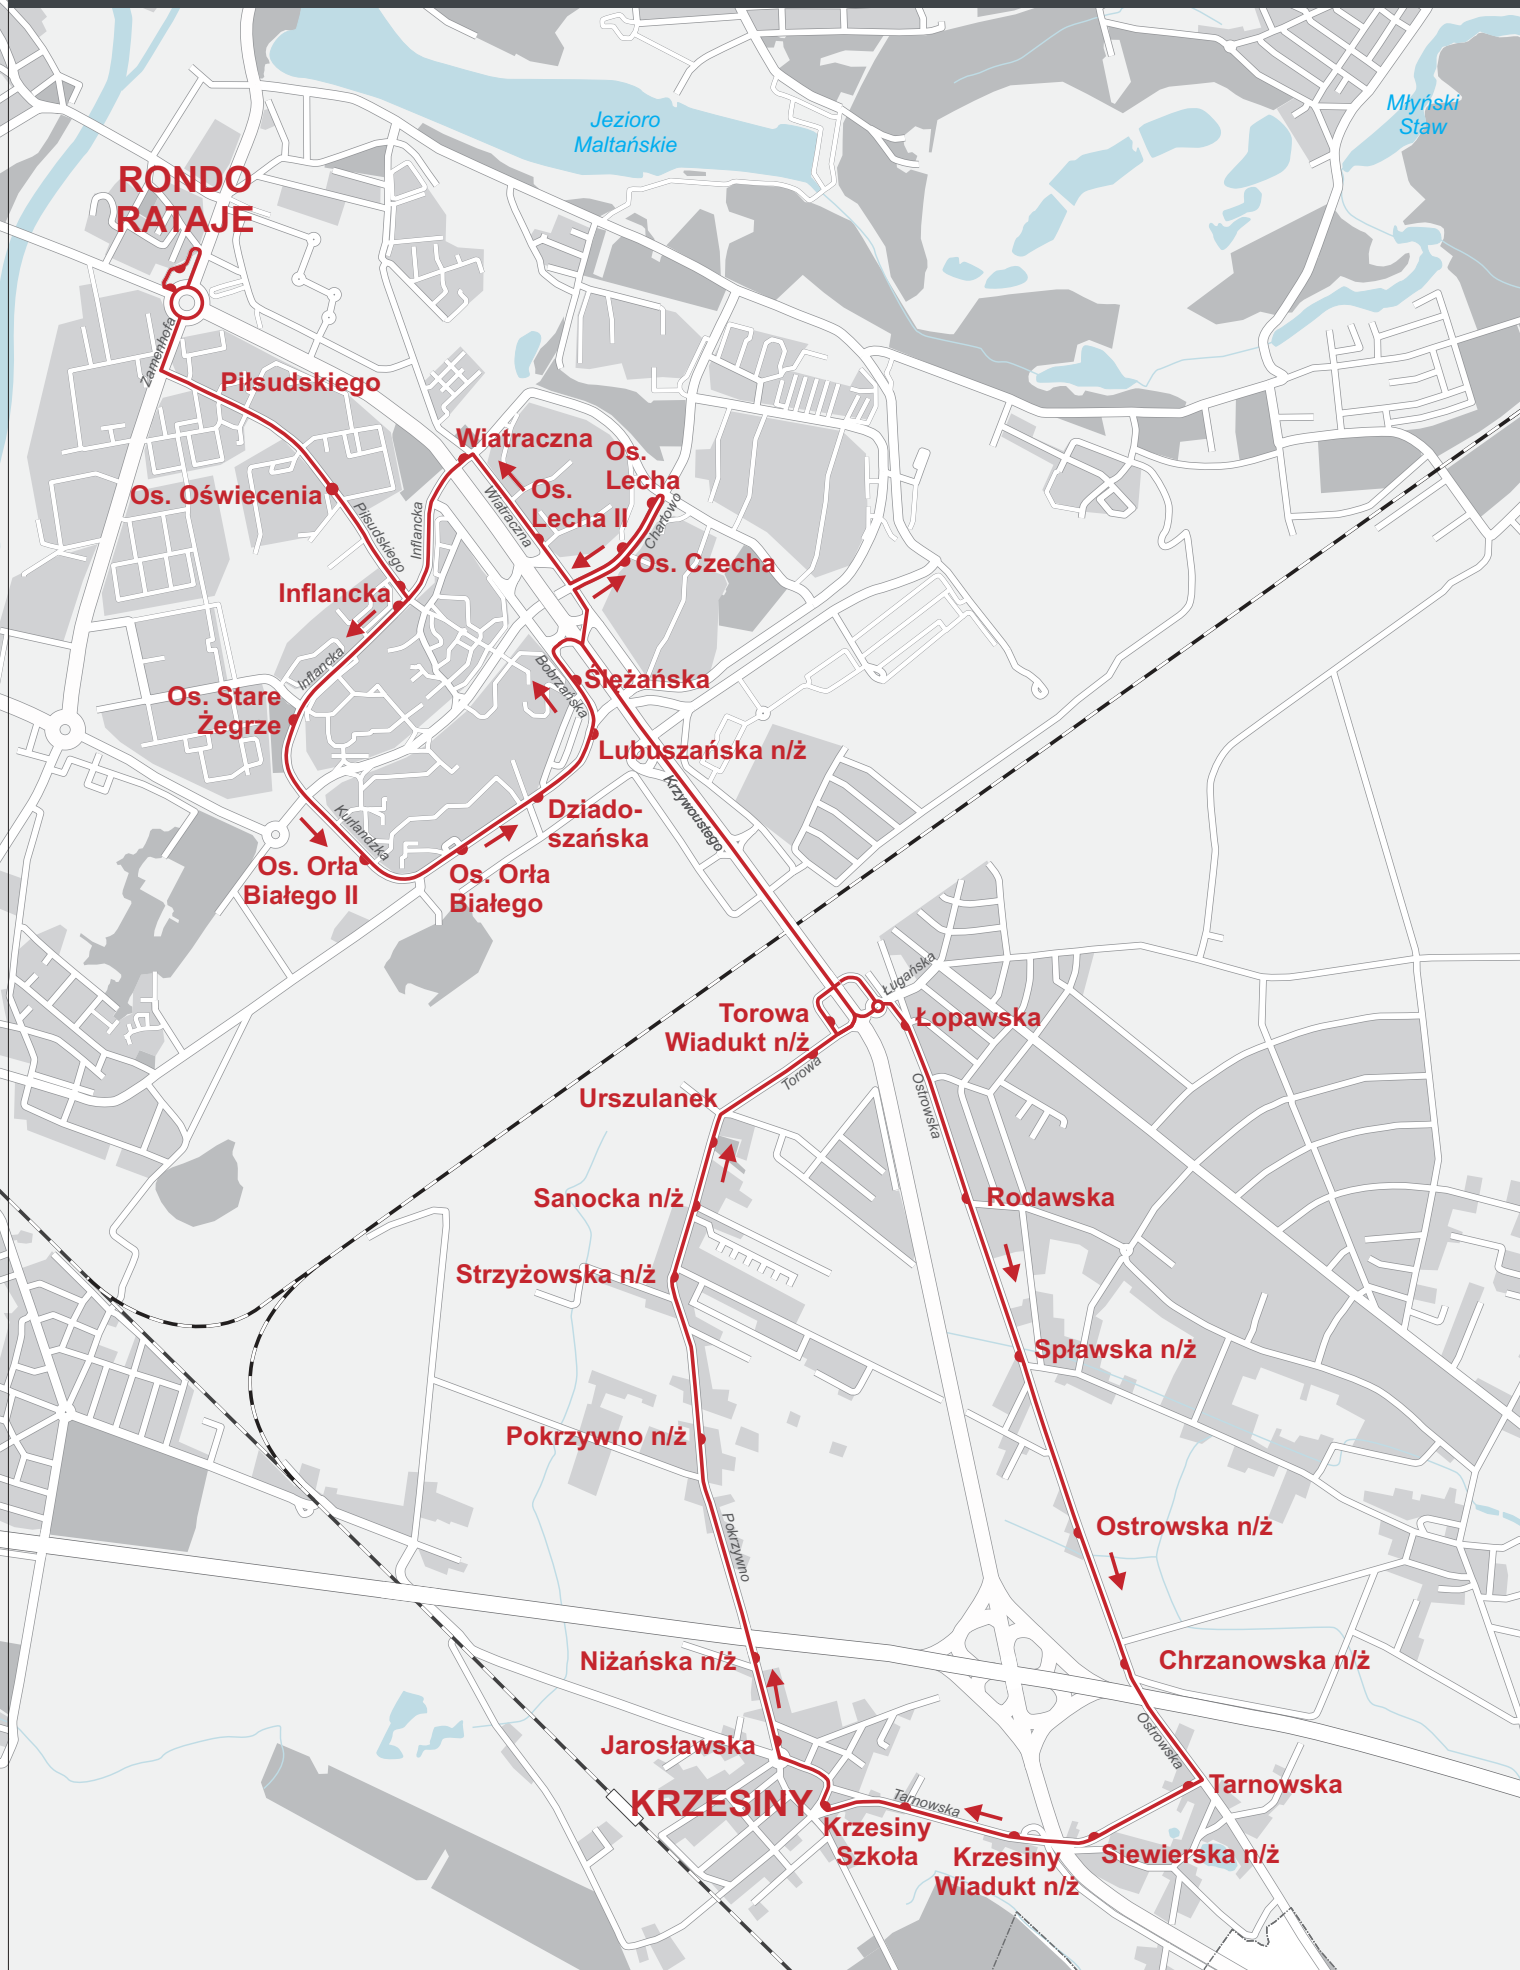 Jezioro
Maltańskie
Młyński
Staw
RONDO
RATAJE
Zamenhofa
Piłsudskiego
Wiatraczna
Os.
Lecha
Os.
Lecha II
Wiatraczna
Chartowo
Os. Oświecenia
Piłsudskiego
Inflancka
Os. Czecha
Inflancka
Inflancka
Bobrzańska
Ślężańska
Os. Stare
Żegrze
Lubuszańska n/ż
Krzywoustego
Dziado-
szańska
Kurlandzka
Os. Orła
Białego II
Os. Orła
Białego
Ługańska
Torowa
Wiadukt n/ż
Łopawska
Torowa
Urszulanek
Ostrowska
Sanocka n/ż
Rodawska
Strzyżowska n/ż
Spławska n/ż
Pokrzywno n/ż
Pokrzywno
Ostrowska n/ż
Niżańska n/ż
Chrzanowska n/ż
Jarosławska
Ostrowska
KRZESINY
Tarnowska
Tarnowska
Krzesiny
Szkoła
Krzesiny
Wiadukt n/ż
Siewierska n/ż